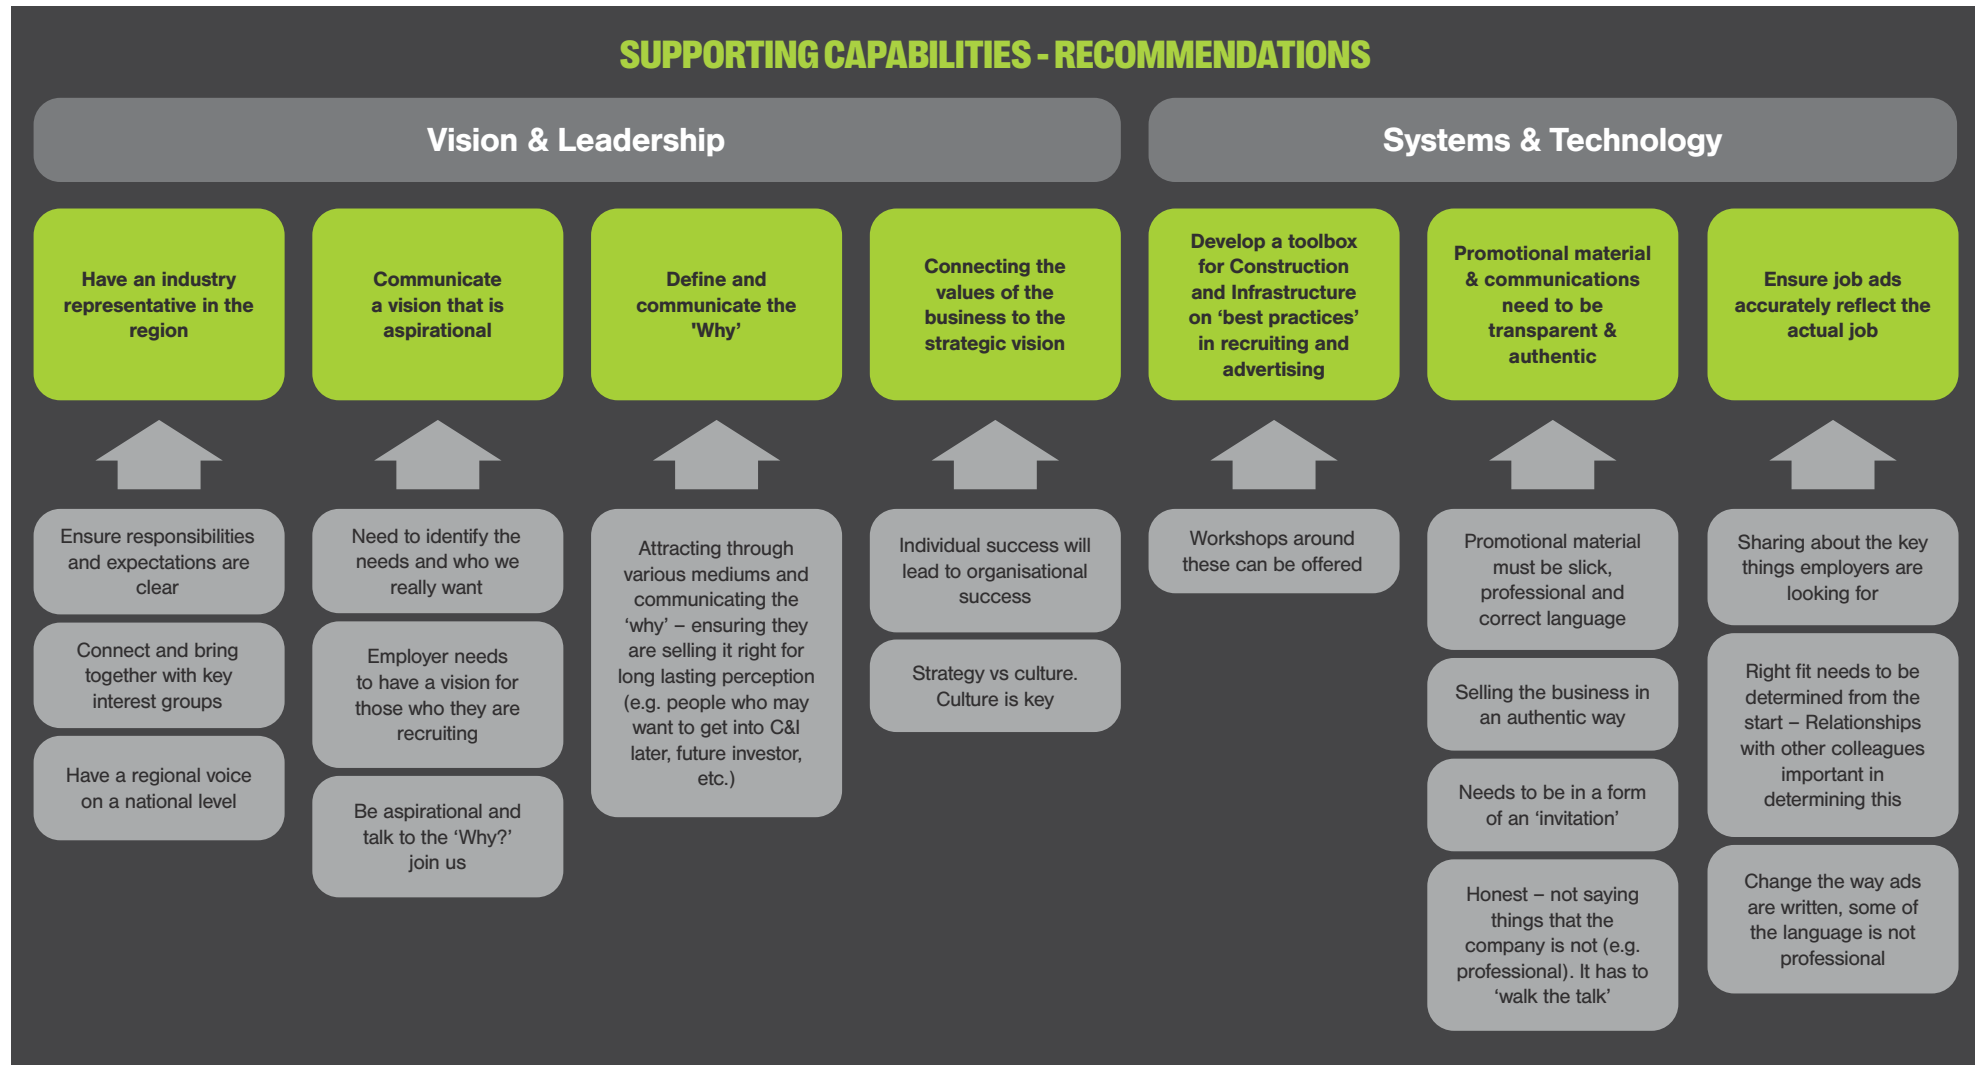 SUPPORTING CAPABILITIES - RECOMMENDATIONS
Vision & Leadership
Systems & Technology
Have an industry
representative in the
region
Communicate
a vision that is
aspirational
Define and
communicate the
'Why’
Connecting the
values of the
business to the
strategic vision
Develop a toolbox
for Construction
and Infrastructure
on ‘best practices’
in recruiting and
advertising
Promotional material
& communications
need to be
transparent &
authentic
Ensure job ads
accurately reflect the
actual job
Ensure responsibilities
and expectations are
clear
Connect and bring
together with key
interest groups
Have a regional voice
on a national level
Need to identify the
needs and who we
really want
Employer needs
to have a vision for
those who they are
recruiting
Be aspirational and
talk to the ‘Why?’
join us
Attracting through
various mediums and
communicating the
‘why’ – ensuring they
are selling it right for
long lasting perception
(e.g. people who may
want to get into C&I
later, future investor,
etc.)
Individual success will
lead to organisational
success
Strategy vs culture.
Culture is key
Workshops around
these can be offered
Promotional material
must be slick,
professional and
correct language
Selling the business in
an authentic way
Needs to be in a form
of an ‘invitation’
Honest – not saying
things that the
company is not (e.g.
professional). It has to
‘walk the talk’
Sharing about the key
things employers are
looking for
Right fit needs to be
determined from the
start – Relationships
with other colleagues
important in
determining this
Change the way ads
are written, some of
the language is not
professional